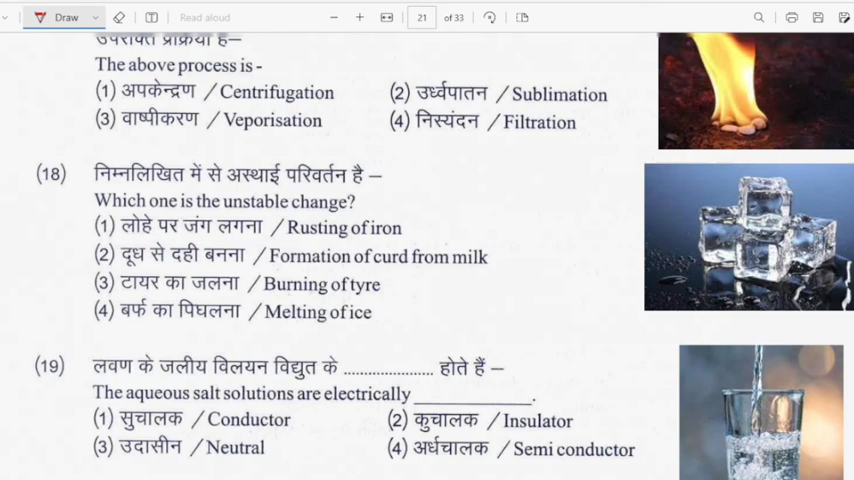 Draw
Read aloud
21 of 33
उपरोक्त प्रक्रिया है–
The above process is -
(1) अपकेन्द्रण / Centrifugation (2) उर्ध्वपातन / Sublimation
(3) वाष्पीकरण / Veporisation (4) निस्यंदन / Filtration
(18) निम्नलिखित में से अस्थाई परिवर्तन है –
Which one is the unstable change?
(1) लोहे पर जंग लगना / Rusting of iron
(2) दूध से दही बनना / Formation of curd from milk
(3) टायर का जलना / Burning of tyre
(4) बर्फ का पिघलना / Melting of ice
(19) लवण के जलीय विलयन विद्युत के ..................... होते हैं –
The aqueous salt solutions are electrically ______________.
(1) सुचालक / Conductor (2) कुचालक / Insulator
(3) उदासीन / Neutral (4) अर्धचालक / Semi conductor